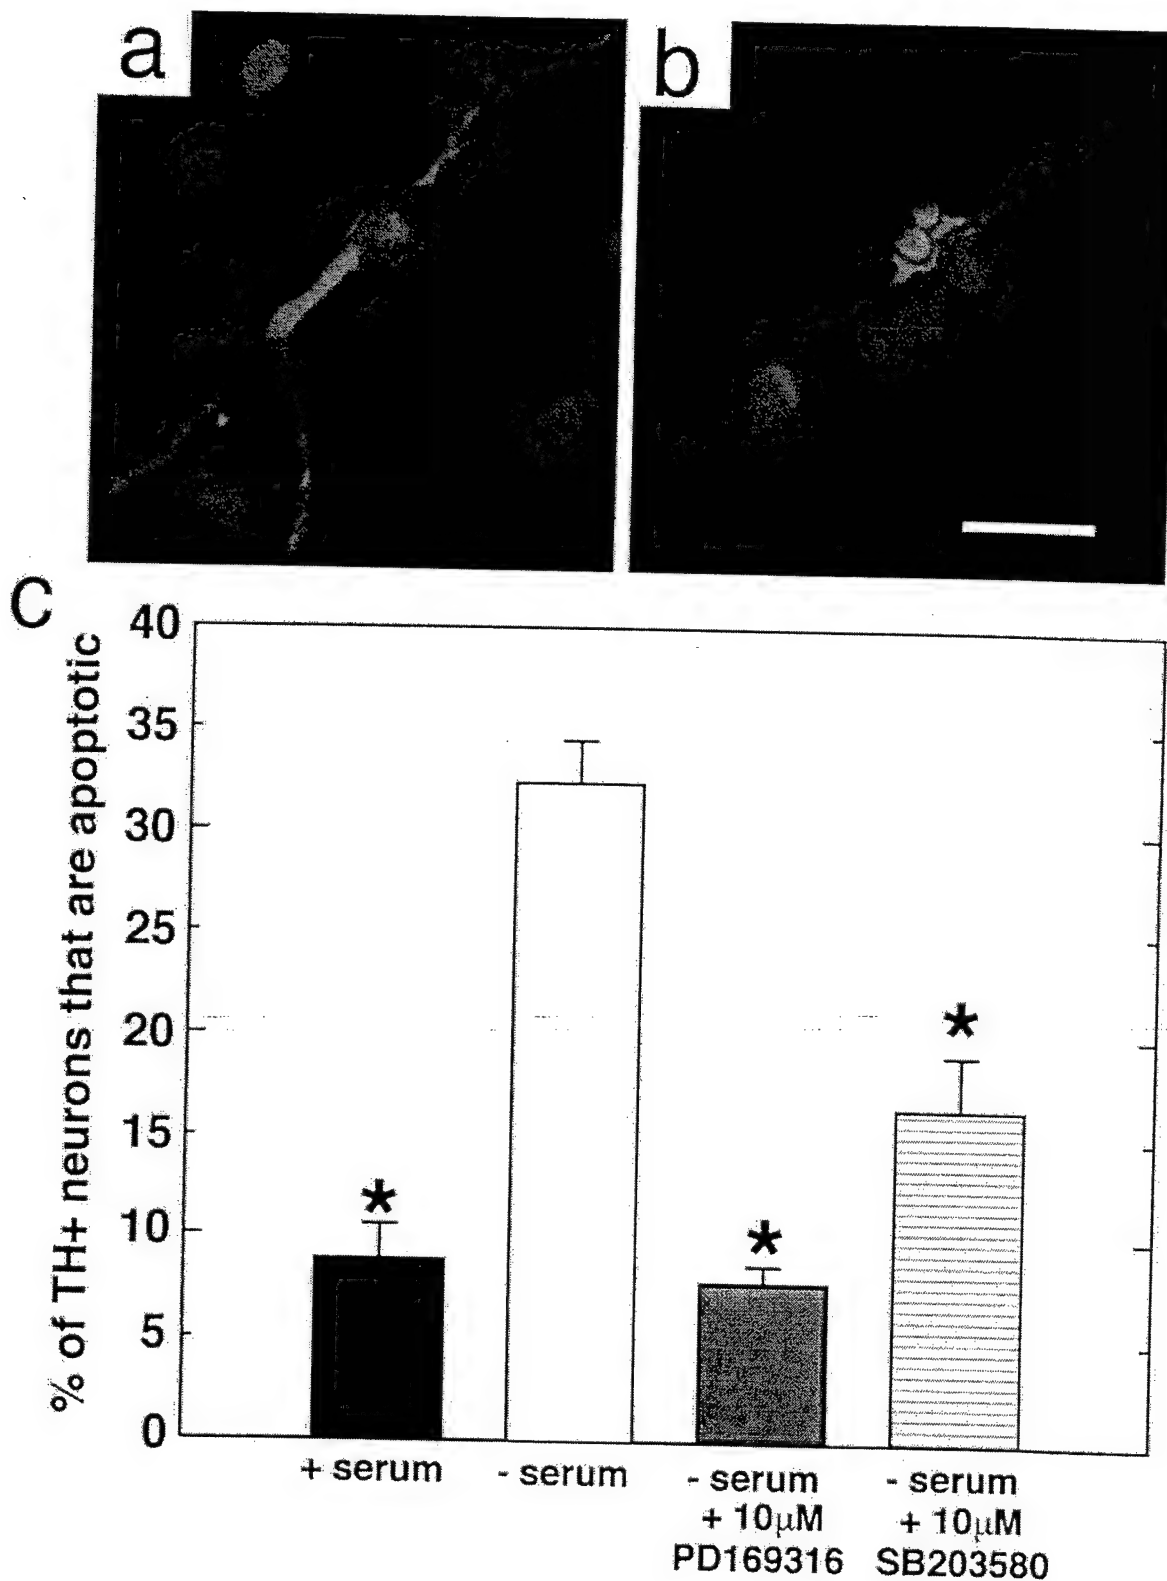 a
b
c
% of TH+ neurons that are apoptotic
40
35
30
25
20
15
10
5
0
*
*
*
+ serum
- serum
- serum
+ 10μM
PD169316
- serum
+ 10μM
SB203580